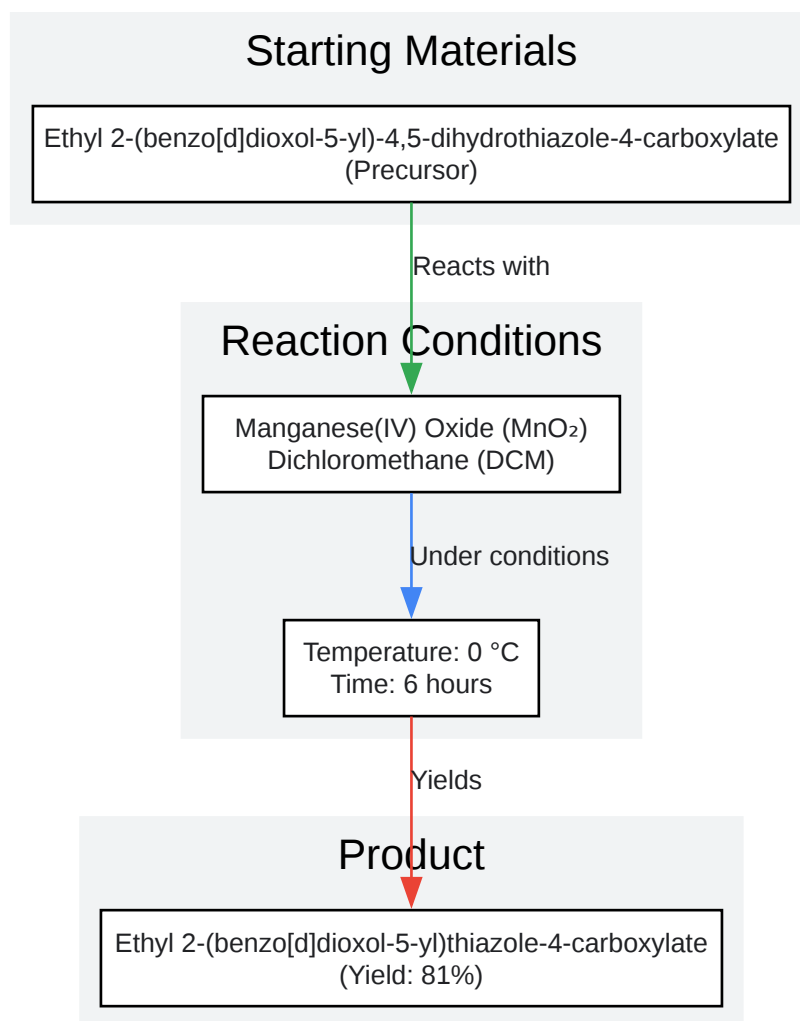 Starting Materials
Ethyl 2-(benzo[d]dioxol-5-yl)-4,5-dihydrothiazole-4-carboxylate
(Precursor)
Reacts with
Reaction Conditions
Manganese(IV) Oxide (MnO₂)
Dichloromethane (DCM)
Under conditions
Temperature: 0 °C
Time: 6 hours
Yields
Product
Ethyl 2-(benzo[d]dioxol-5-yl)thiazole-4-carboxylate
(Yield: 81%)